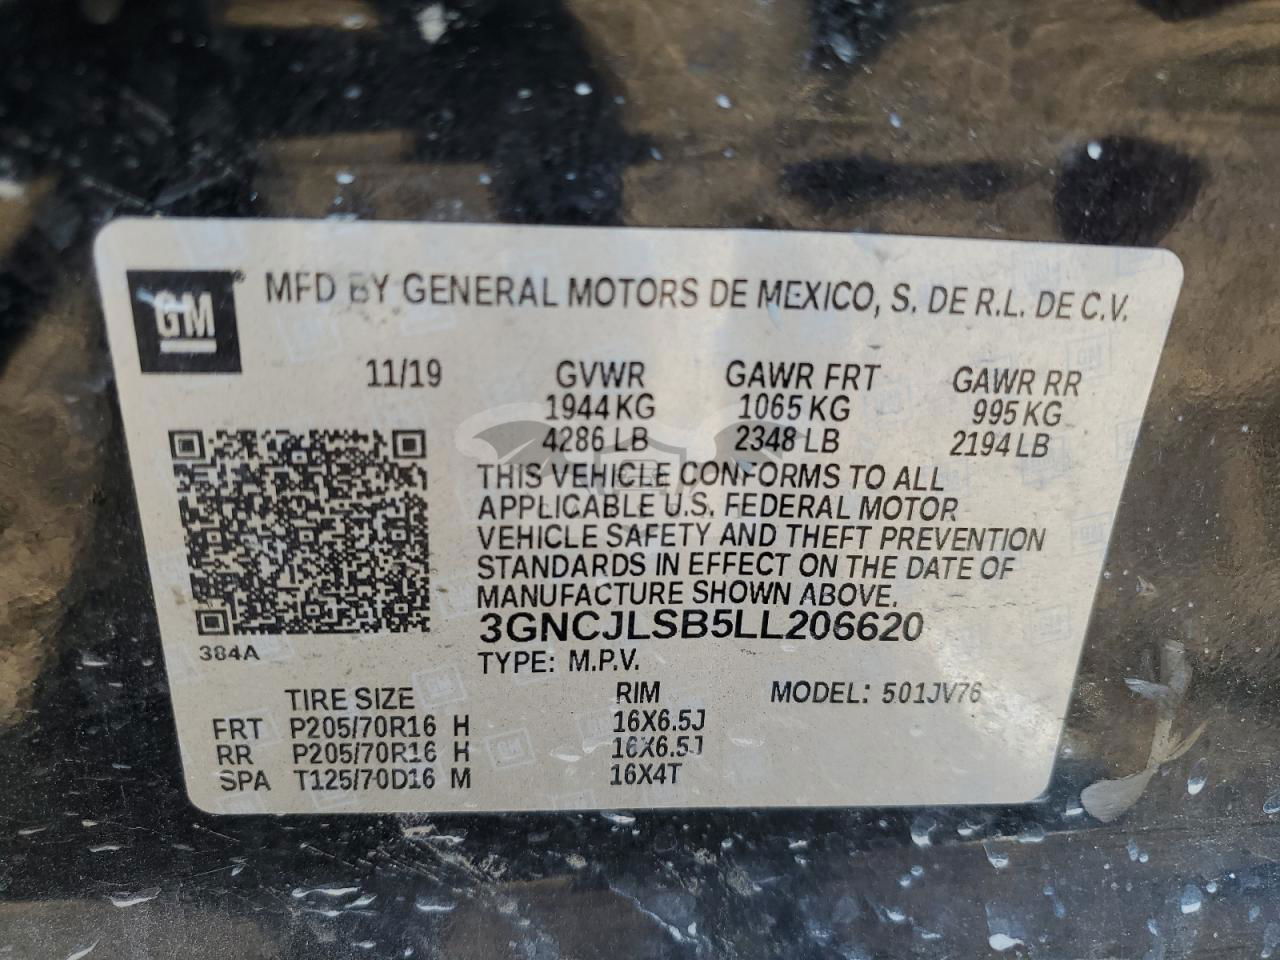 GM® MFD BY GENERAL MOTORS DE MEXICO, S. DE R.L. DE C.V.
11/19 GVWR GAWR FRT GAWR RR
1944 KG 1065 KG 995 KG
4286 LB 2348 LB 2194 LB
THIS VEHICLE CONFORMS TO ALL
APPLICABLE U.S. FEDERAL MOTOR
VEHICLE SAFETY AND THEFT PREVENTION
STANDARDS IN EFFECT ON THE DATE OF
MANUFACTURE SHOWN ABOVE.
3GNCJLSB5LL206620
384A
TYPE: M.P.V.
TIRE SIZE RIM MODEL: 501JV76
FRT P205/70R16 H 16X6.5J
RR P205/70R16 H 16X6.5J
SPA T125/70D16 M 16X4T